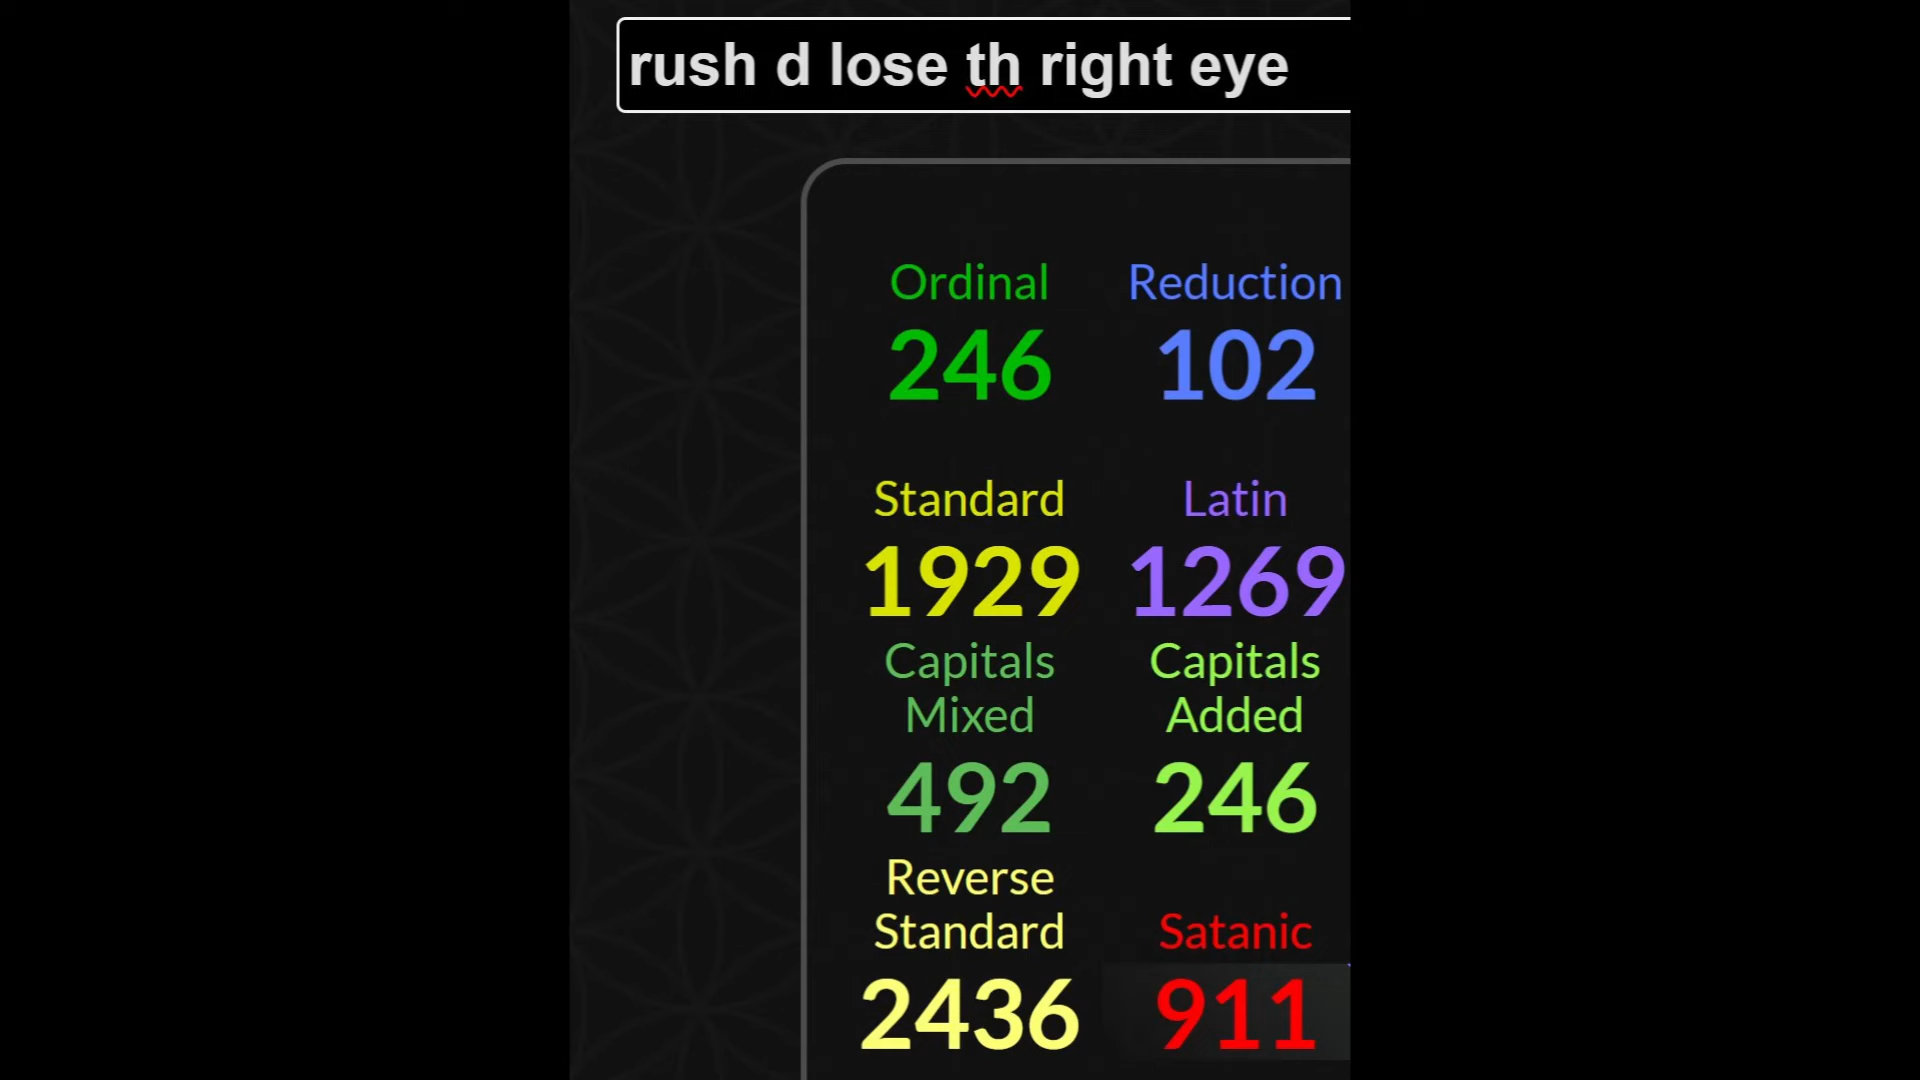 rush d lose th right eye
Ordinal Reduction
246 102
Standard Latin
1929 1269
Capitals Capitals
Mixed Added
492 246
Reverse
Standard Satanic
2436 911